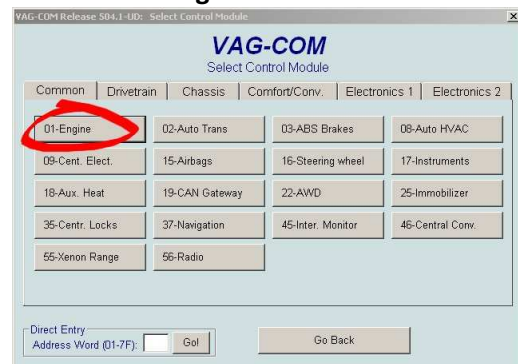 VAG-COM Release 504.1-UD: Select Control Module
VAG-COM
Select Control Module
Common Drivetrain Chassis Comfort/Conv. Electronics 1 Electronics 2
01-Engine 02-Auto Trans 03-ABS Brakes 08-Auto HVAC
09-Cent. Elect. 15-Airbags 16-Steering wheel 17-Instruments
18-Aux. Heat 19-CAN Gateway 22-AWD 25-Immobilizer
35-Centr. Locks 37-Navigation 45-Inter. Monitor 46-Central Conv.
55-Xenon Range 56-Radio
Direct Entry
Address Word (01-7F): Go! Go Back